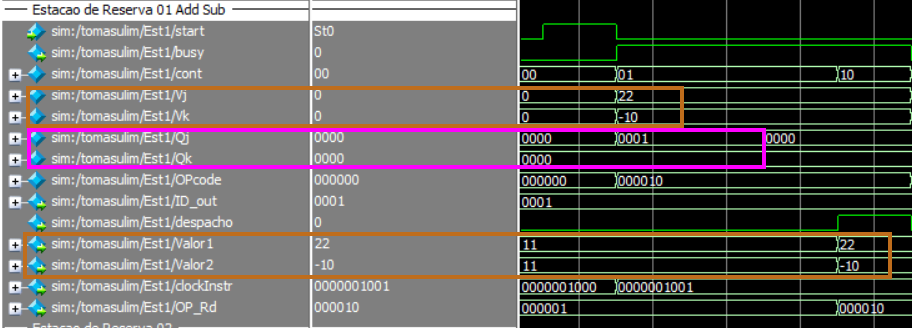 Estacao de Reserva 01 Add Sub
sim:/tomasulim/Est1/start St0
sim:/tomasulim/Est1/busy 0
sim:/tomasulim/Est1/cont 00 00 01 10
sim:/tomasulim/Est1/Vj 0 0 22
sim:/tomasulim/Est1/Vk 0 0 -10
sim:/tomasulim/Est1/Qj 0000 0000 0001 0000
sim:/tomasulim/Est1/Qk 0000 0000
sim:/tomasulim/Est1/OPcode 000000 000000 000010
sim:/tomasulim/Est1/ID_out 0001 0001
sim:/tomasulim/Est1/despacho 0
sim:/tomasulim/Est1/Valor1 22 11 22
sim:/tomasulim/Est1/Valor2 -10 11 -10
sim:/tomasulim/Est1/clockInstr 0000001001 0000001000 0000001001
sim:/tomasulim/Est1/OP_Rd 000010 000001 000010
Estacao de Reserva 02